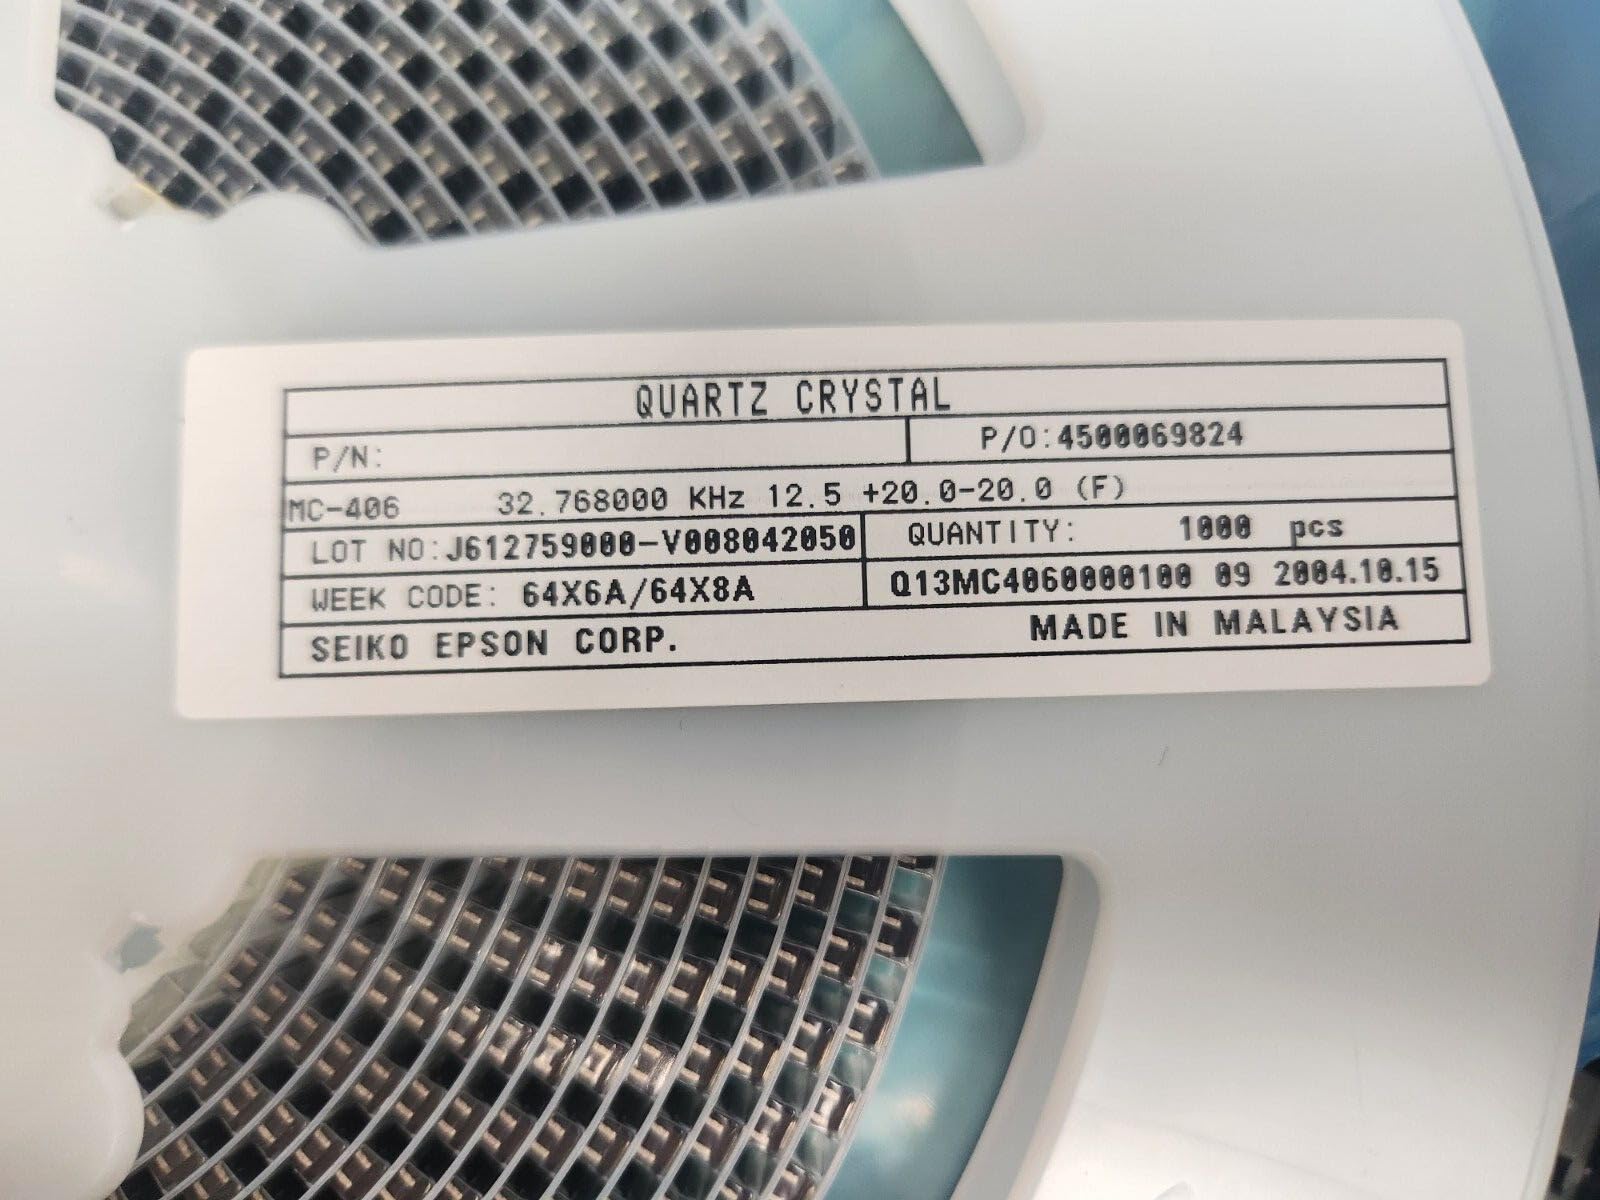 QUARTZ CRYSTAL
P/N: P/O:4500069824
MC-406 32.768000 KHz 12.5 +20.0-20.0 (F)
LOT NO:J612759000-V008042050 QUANTITY: 1000 pcs
WEEK CODE: 64X6A/64X8A Q13MC4060000100 09 2004.10.15
SEIKO EPSON CORP. MADE IN MALAYSIA